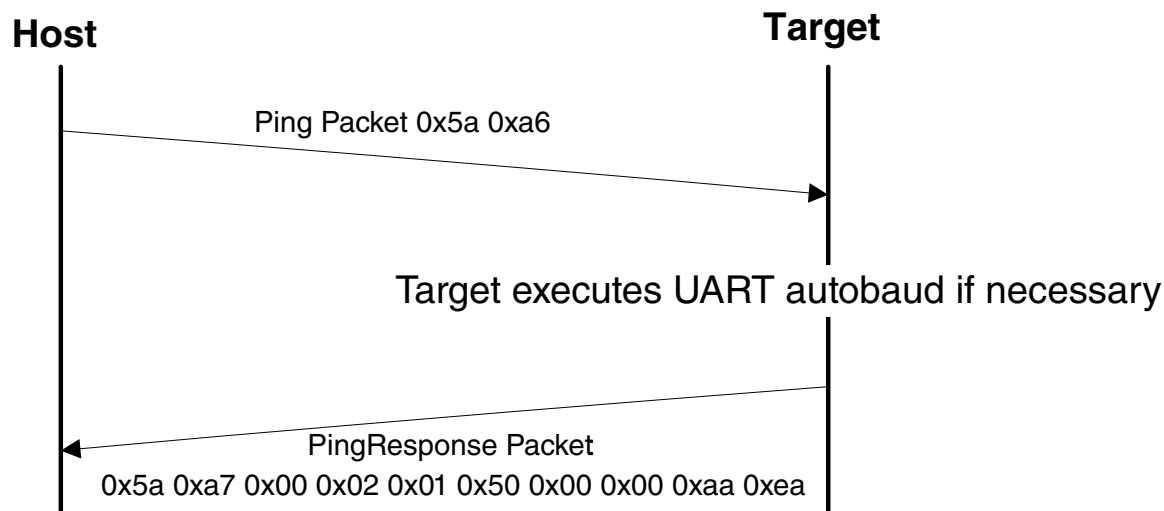 Host
Target
Ping Packet 0x5a 0xa6
Target executes UART autobaud if necessary
PingResponse Packet
0x5a 0xa7 0x00 0x02 0x01 0x50 0x00 0x00 0xaa 0xea